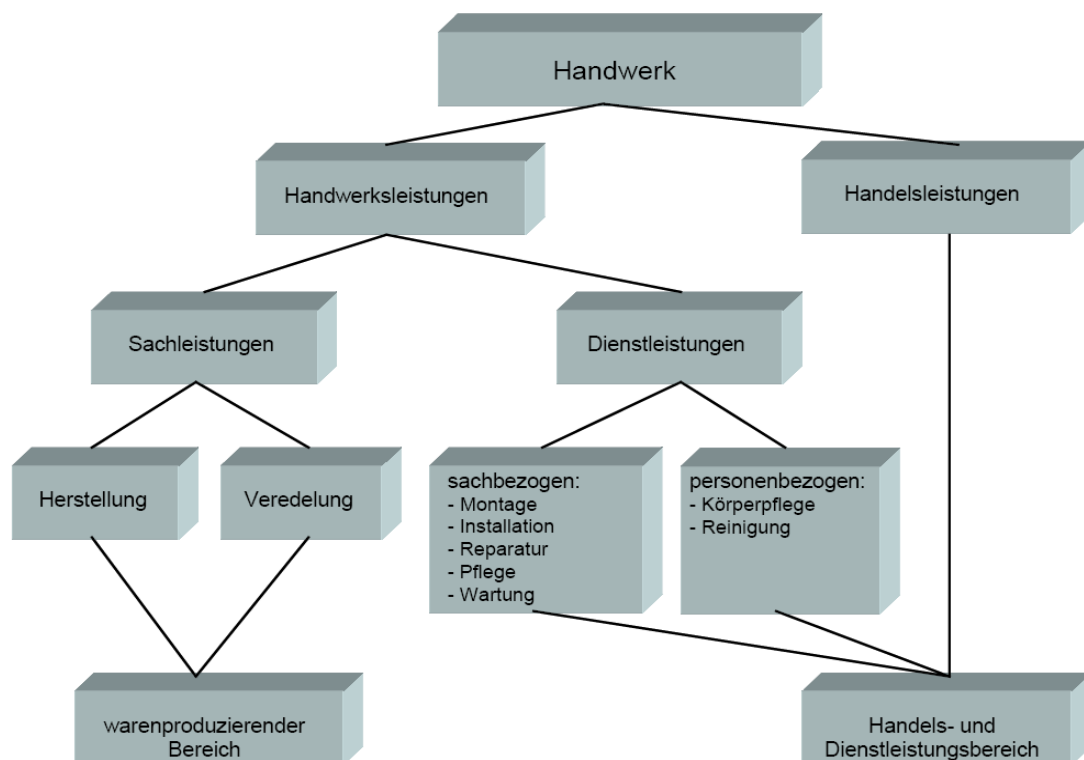 Handwerk
Handwerksleistungen
Handelsleistungen
Sachleistungen
Dienstleistungen
Herstellung
Veredelung
sachbezogen:
- Montage
- Installation
- Reparatur
- Pflege
- Wartung
personenbezogen:
- Körperpflege
- Reinigung
warenproduzierender
Bereich
Handels- und
Dienstleistungsbereich